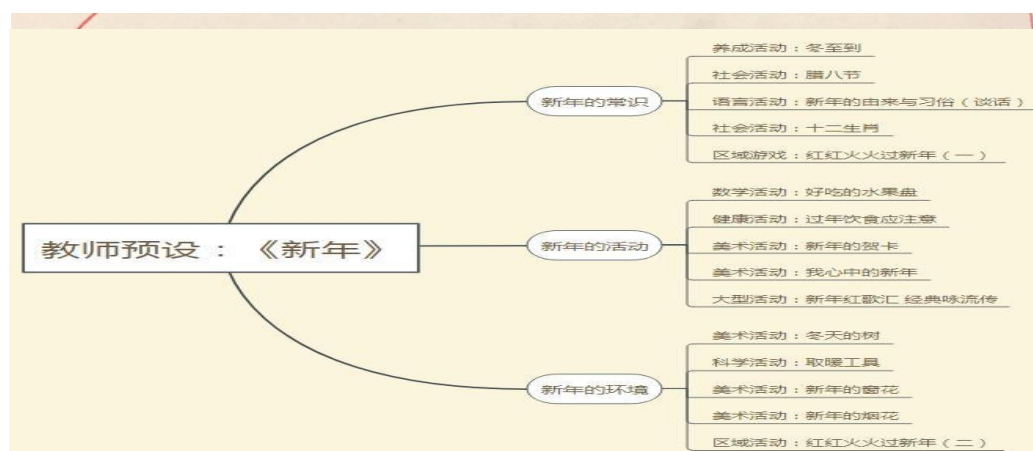 教师预设：《新年》
新年的常识
养成活动：冬至到
社会活动：腊八节
语言活动：新年的由来与习俗（谈话）
社会活动：十二生肖
区域游戏：红红火火过新年（一）
新年的活动
数学活动：好吃的水果盘
健康活动：过年饮食应注意
美术活动：新年的贺卡
美术活动：我心中的新年
大型活动：新年红歌汇 经典咏流传
新年的环境
美术活动：冬天的树
科学活动：取暖工具
美术活动：新年的窗花
美术活动：新年的烟花
区域活动：红红火火过新年（二）